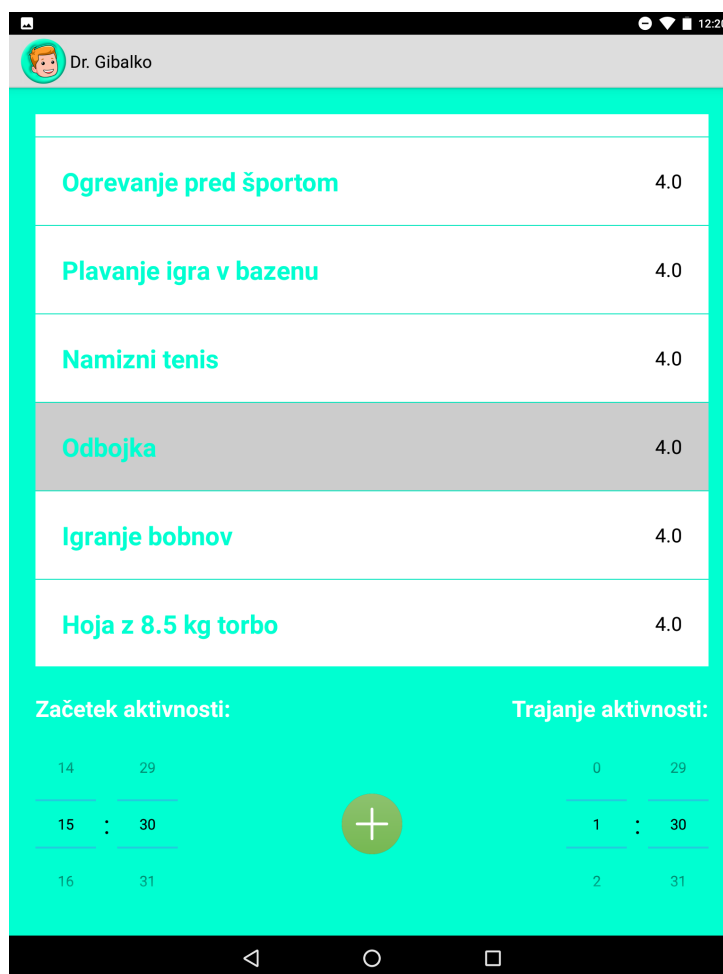 12:20
Dr. Gibalko
Ogrevanje pred športom 4.0
Plavanje igra v bazenu 4.0
Namizni tenis 4.0
Odbojka 4.0
Igranje bobnov 4.0
Hoja z 8.5 kg torbo 4.0
Začetek aktivnosti: Trajanje aktivnosti:
14 29 0 29
15 : 30 1 : 30
16 31 2 31